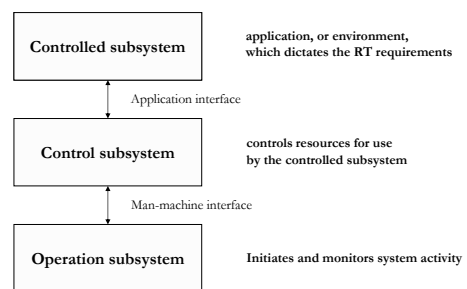 Controlled subsystem
application, or environment,
which dictates the RT requirements
Application interface
Control subsystem
controls resources for use
by the controlled subsystem
Man-machine interface
Operation subsystem
Initiates and monitors system activity